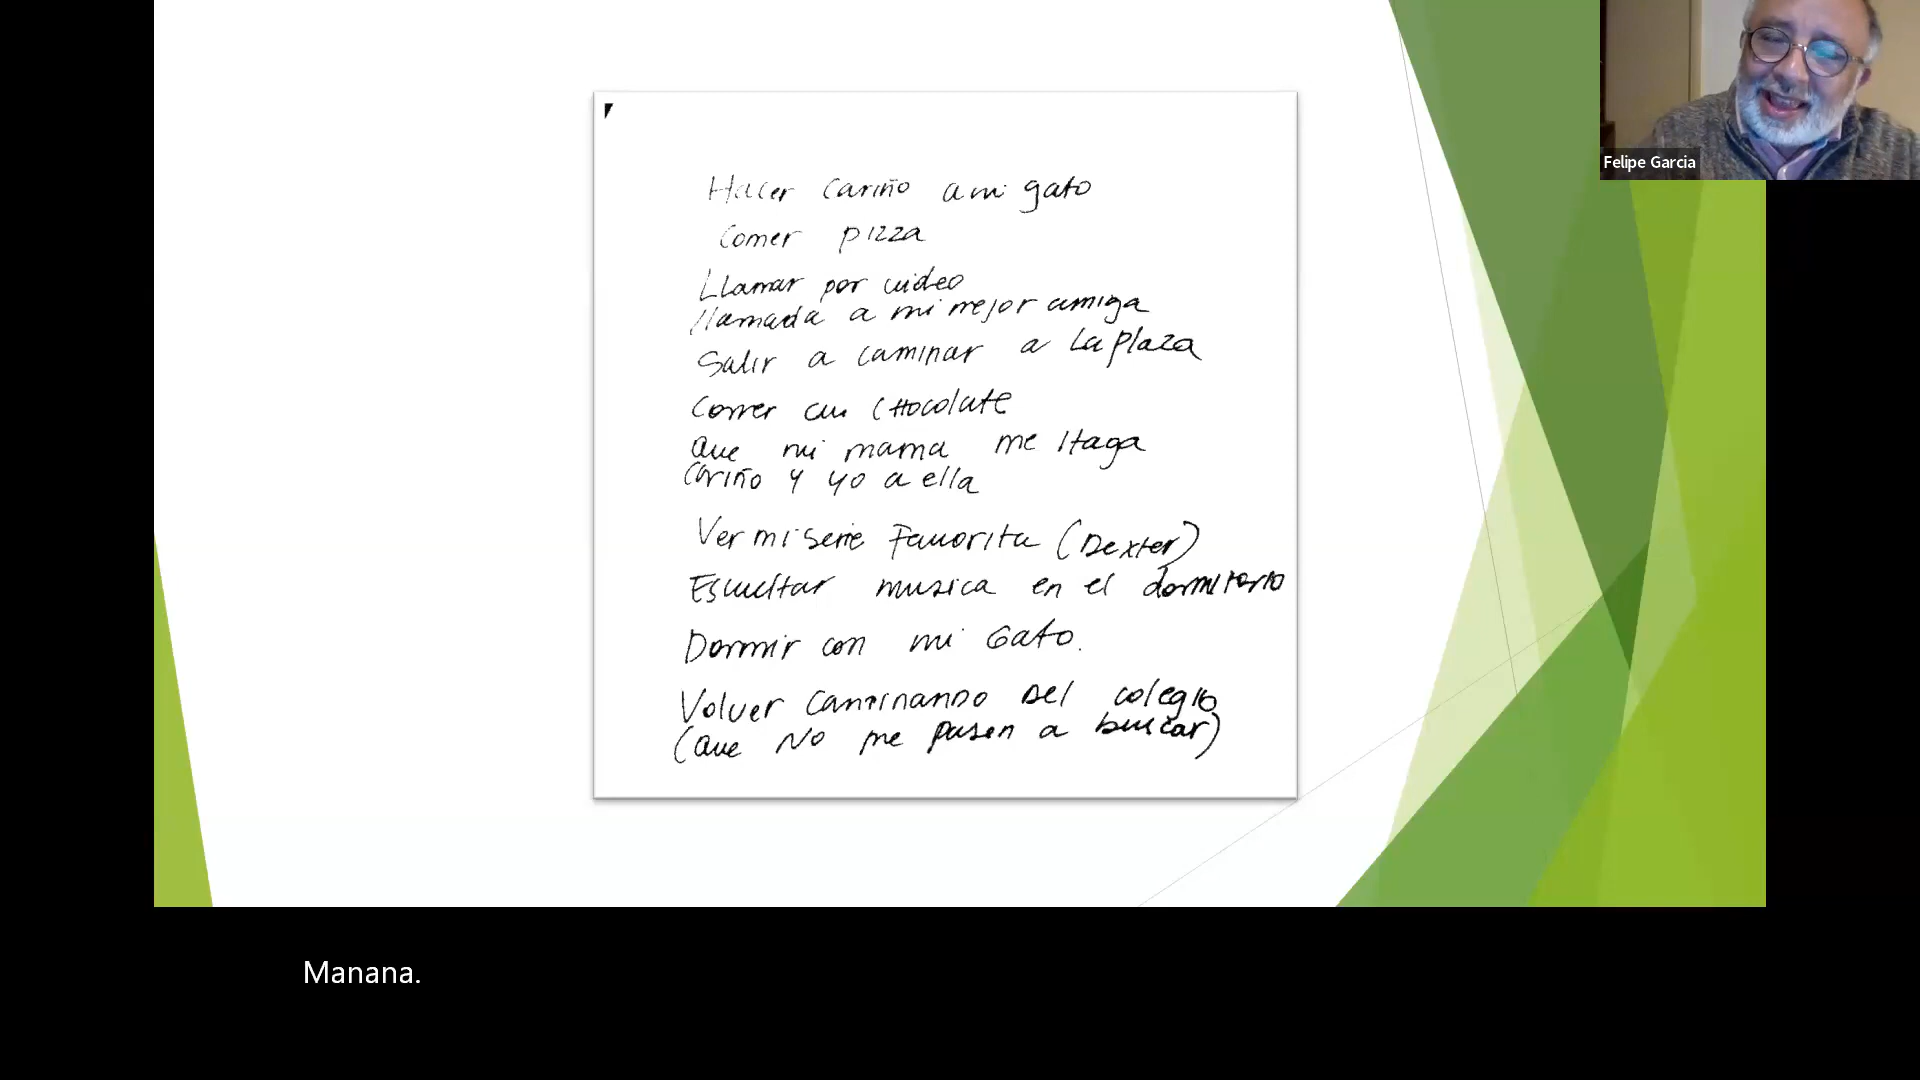 Felipe Garcia
Hacer cariño a mi gato
Comer pizza
Llamar por video
llamada a mi mejor amiga
Salir a caminar a La plaza
Comer un CHocolate
que mi mama me Haga
Cariño y yo a ella
Ver mi serie Favorita (Dexter)
EscucHar musica en el dormitorio
Dormir con mi Gato.
Volver caminando Del colegio
(que No me pasen a buscar)
Manana.